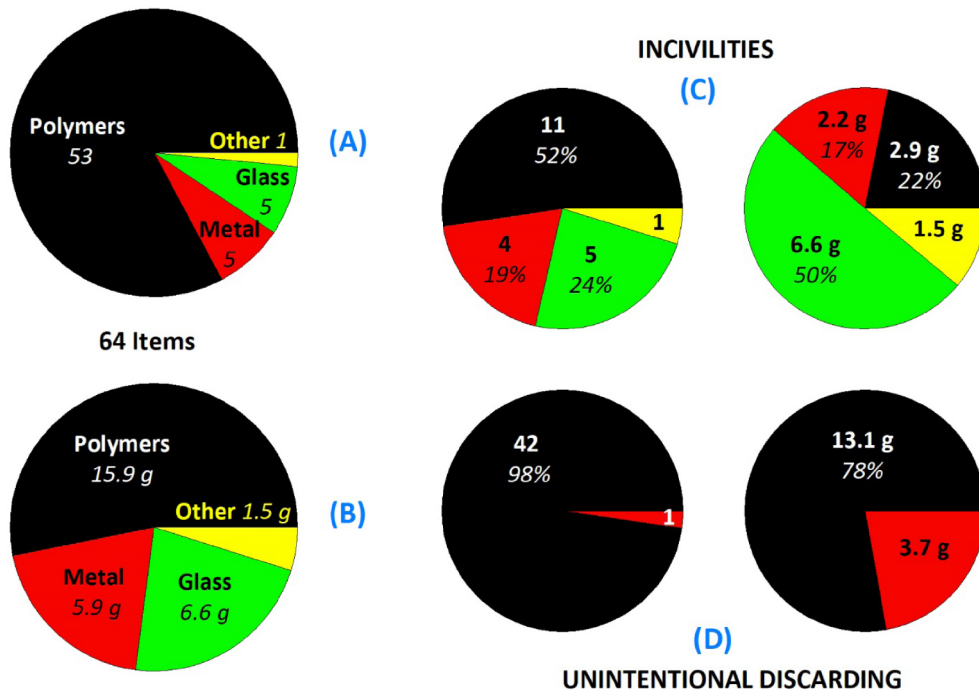 Polymers
53
Other 1
Glass
5
Metal
5
(A)
64 Items
Polymers
15.9 g
Other 1.5 g
Metal
5.9 g
Glass
6.6 g
(B)
INCIVILITIES
(C)
11
52%
1
4
19%
5
24%
2.2 g
17%
2.9 g
22%
6.6 g
50%
1.5 g
42
98%
1
13.1 g
78%
3.7 g
(D)
UNINTENTIONAL DISCARDING